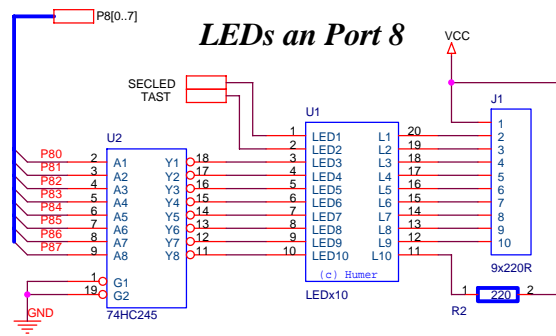 P8[0..7]
LEDs an Port 8
VCC
SECLED
TAST
U1
J1
U2
P80 2 A1 Y1 18 3 LED3 L3 18 4
P81 3 A2 Y2 17 4 LED4 L4 17 5
P82 4 A3 Y3 16 5 LED5 L5 16 6
P83 5 A4 Y4 15 6 LED6 L6 15 7
P84 6 A5 Y5 14 7 LED7 L7 14 8
P85 7 A6 Y6 13 8 LED8 L8 13 9
P86 8 A7 Y7 12 9 LED9 L9 12 10
P87 9 A8 Y8 11 10 LED10 L10 11
1 LED1 L1 20 2
2 LED2 L2 19 3
1
1 G1
19 G2
(c) Humer
9x220R
GND
74HC245
LEDx10
R2
1 220 2